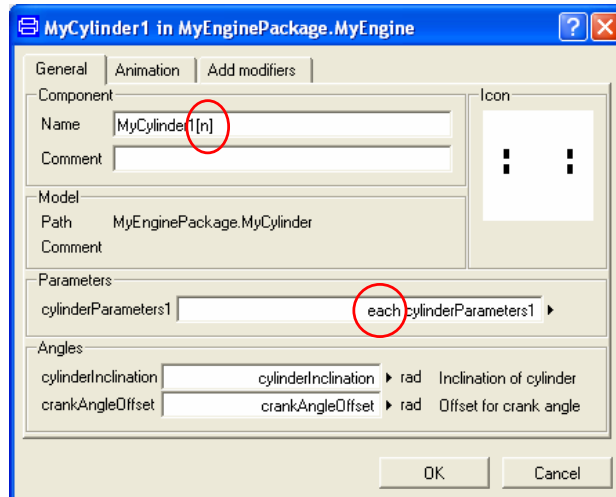 MyCylinder1 in MyEnginePackage.MyEngine ? X
General Animation Add modifiers
Component Icon
Name MyCylinder1[n]
Comment
Model
Path MyEnginePackage.MyCylinder
Comment
Parameters
cylinderParameters1 each cylinderParameters1
Angles
cylinderInclination cylinderInclination rad Inclination of cylinder
crankAngleOffset crankAngleOffset rad Offset for crank angle
OK Cancel